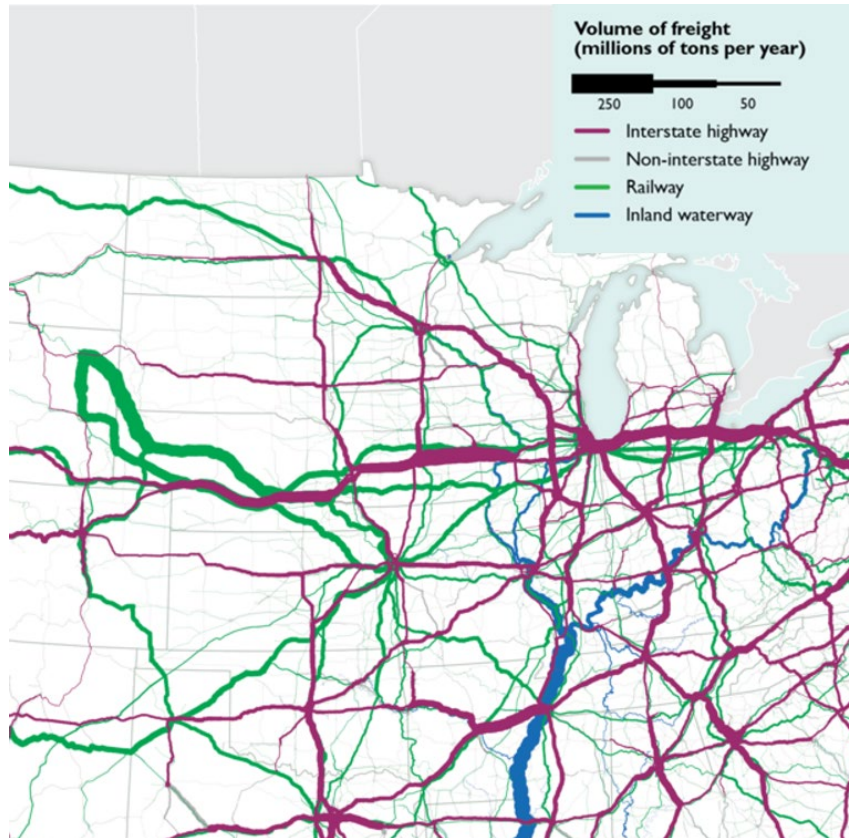 Volume of freight
(millions of tons per year)
250 100 50
Interstate highway
Non-interstate highway
Railway
Inland waterway